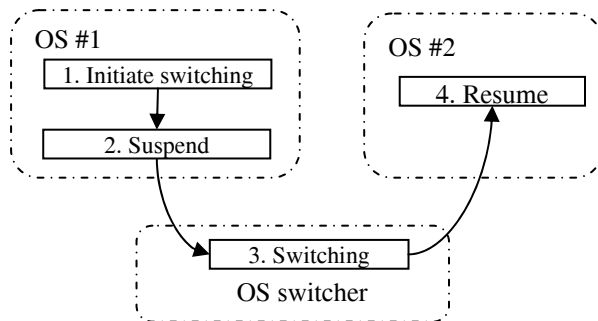 OS #1
1. Initiate switching
2. Suspend
OS #2
4. Resume
3. Switching
OS switcher